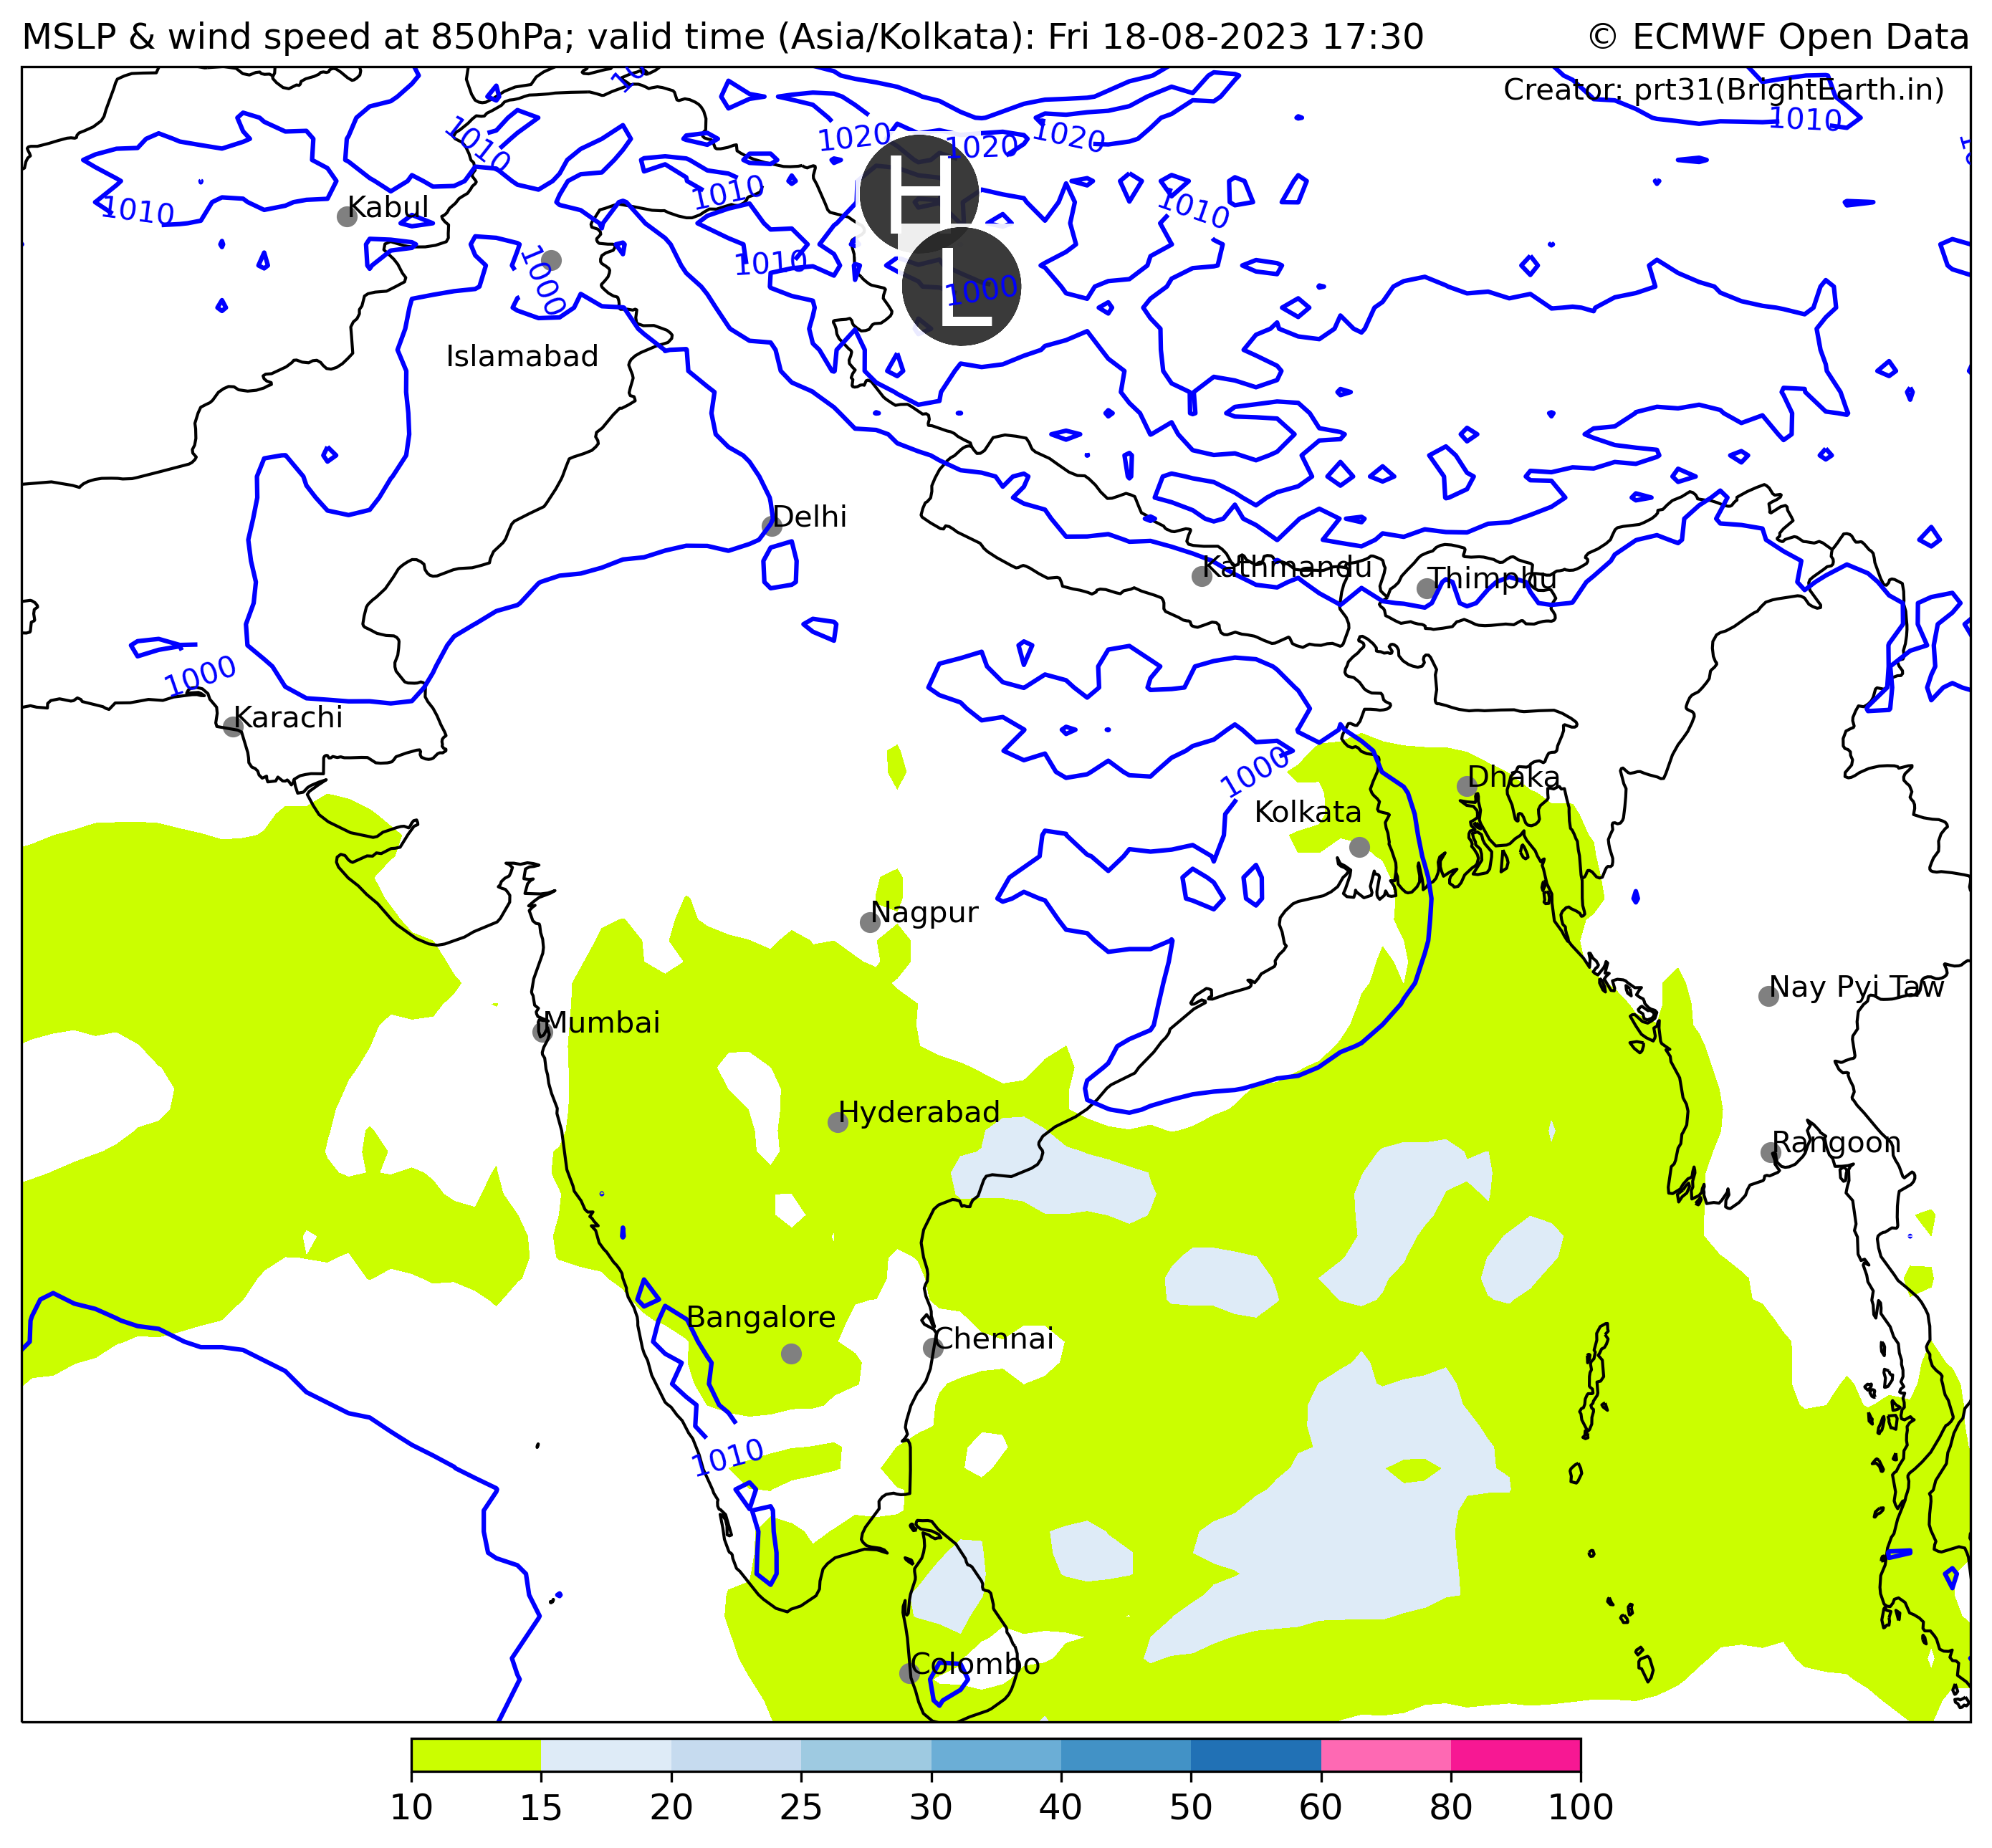 MSLP & wind speed at 850hPa; valid time (Asia/Kolkata): Fri 18-08-2023 17:30
© ECMWF Open Data
Creator: prt31(BrightEarth.in)
1010
1020
1020
1020
1010
H
1010
1010
1010
1010
Kabul
1010
1000
L
1000
Islamabad
Delhi
Kathmandu
Thimphu
1000
Karachi
1000
Dhaka
Kolkata
Nagpur
Nay Pyi Taw
Mumbai
Hyderabad
Rangoon
Bangalore
Chennai
1010
Colombo
10 15 20 25 30 40 50 60 80 100